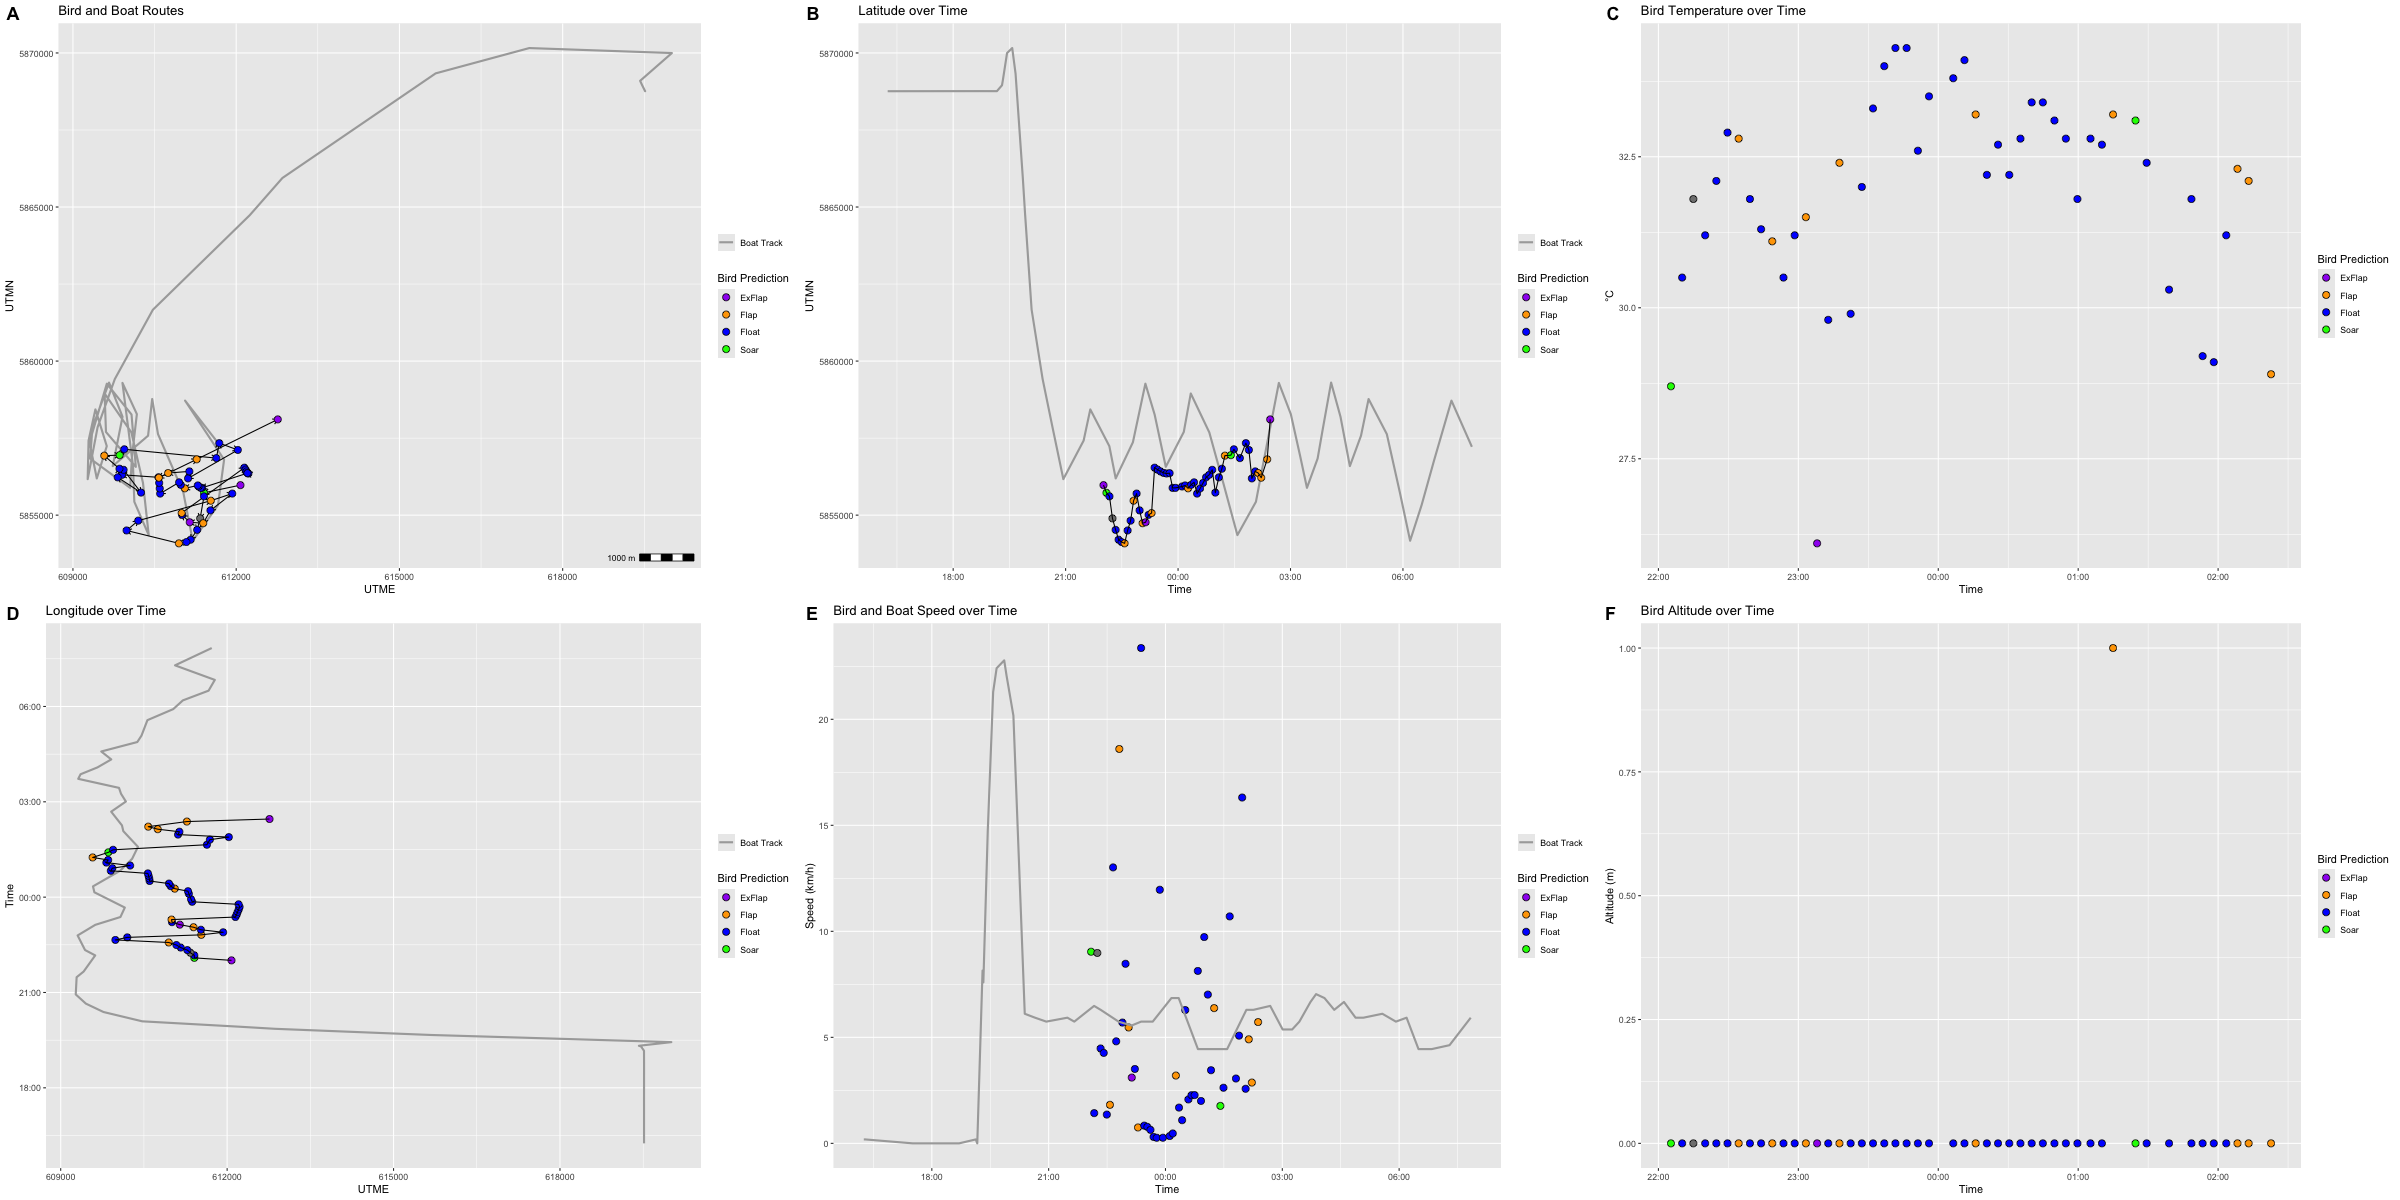 A
Bird and Boat Routes
5870000
5865000
5860000
5855000
UTMN
609000 612000 615000 618000
UTME
1000 m
Boat Track
Bird Prediction
ExFlap
Flap
Float
Soar
B
Latitude over Time
5870000
5865000
5860000
5855000
UTMN
18:00 21:00 00:00 03:00 06:00
Time
Boat Track
Bird Prediction
ExFlap
Flap
Float
Soar
C
Bird Temperature over Time
32.5
30.0
27.5
°C
22:00 23:00 00:00 01:00 02:00
Time
Bird Prediction
ExFlap
Flap
Float
Soar
D
Longitude over Time
06:00
03:00
00:00
21:00
18:00
Time
609000 612000 615000 618000
UTME
Boat Track
Bird Prediction
ExFlap
Flap
Float
Soar
E
Bird and Boat Speed over Time
20
15
10
5
0
Speed (km/h)
18:00 21:00 00:00 03:00 06:00
Time
Boat Track
Bird Prediction
ExFlap
Flap
Float
Soar
F
Bird Altitude over Time
1.00
0.75
0.50
0.25
0.00
Altitude (m)
22:00 23:00 00:00 01:00 02:00
Time
Bird Prediction
ExFlap
Flap
Float
Soar